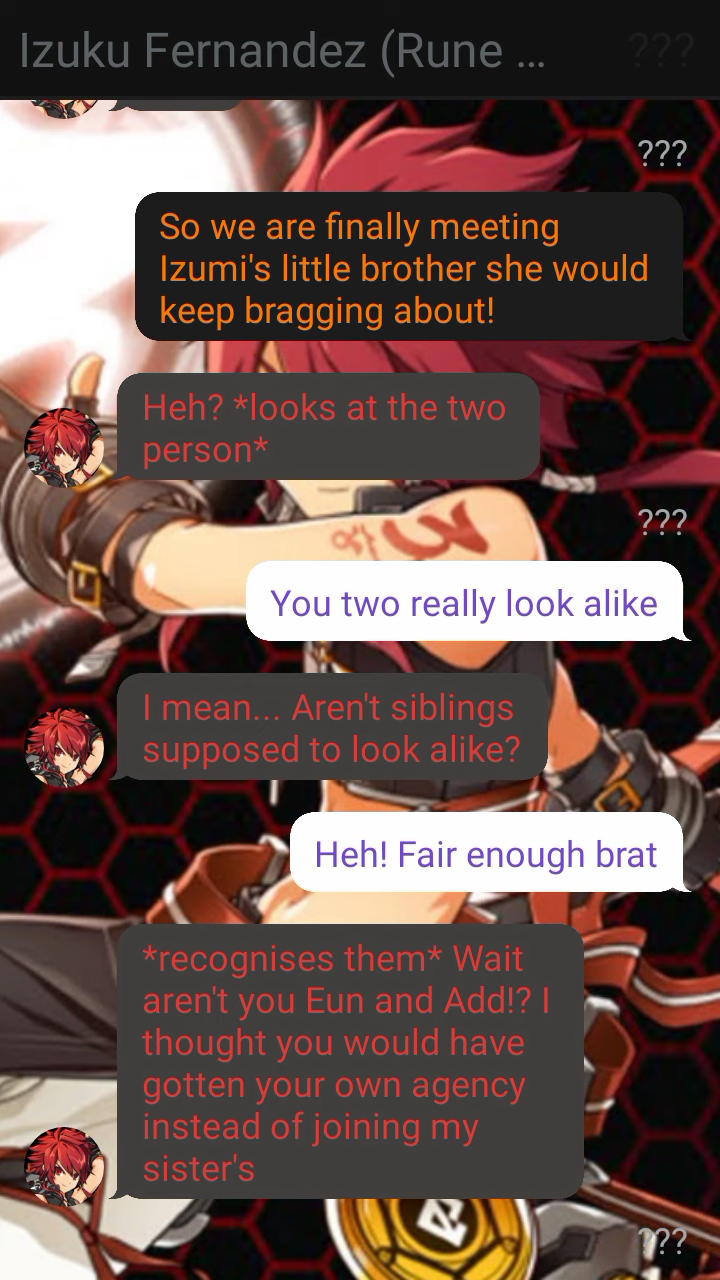 Izuku Fernandez (Rune ...
???
???
So we are finally meeting
Izumi's little brother she would
keep bragging about!
Heh? *looks at the two
person*
???
You two really look alike
I mean... Aren't siblings
supposed to look alike?
Heh! Fair enough brat
*recognises them* Wait
aren't you Eun and Add!? I
thought you would have
gotten your own agency
instead of joining my
sister's
???